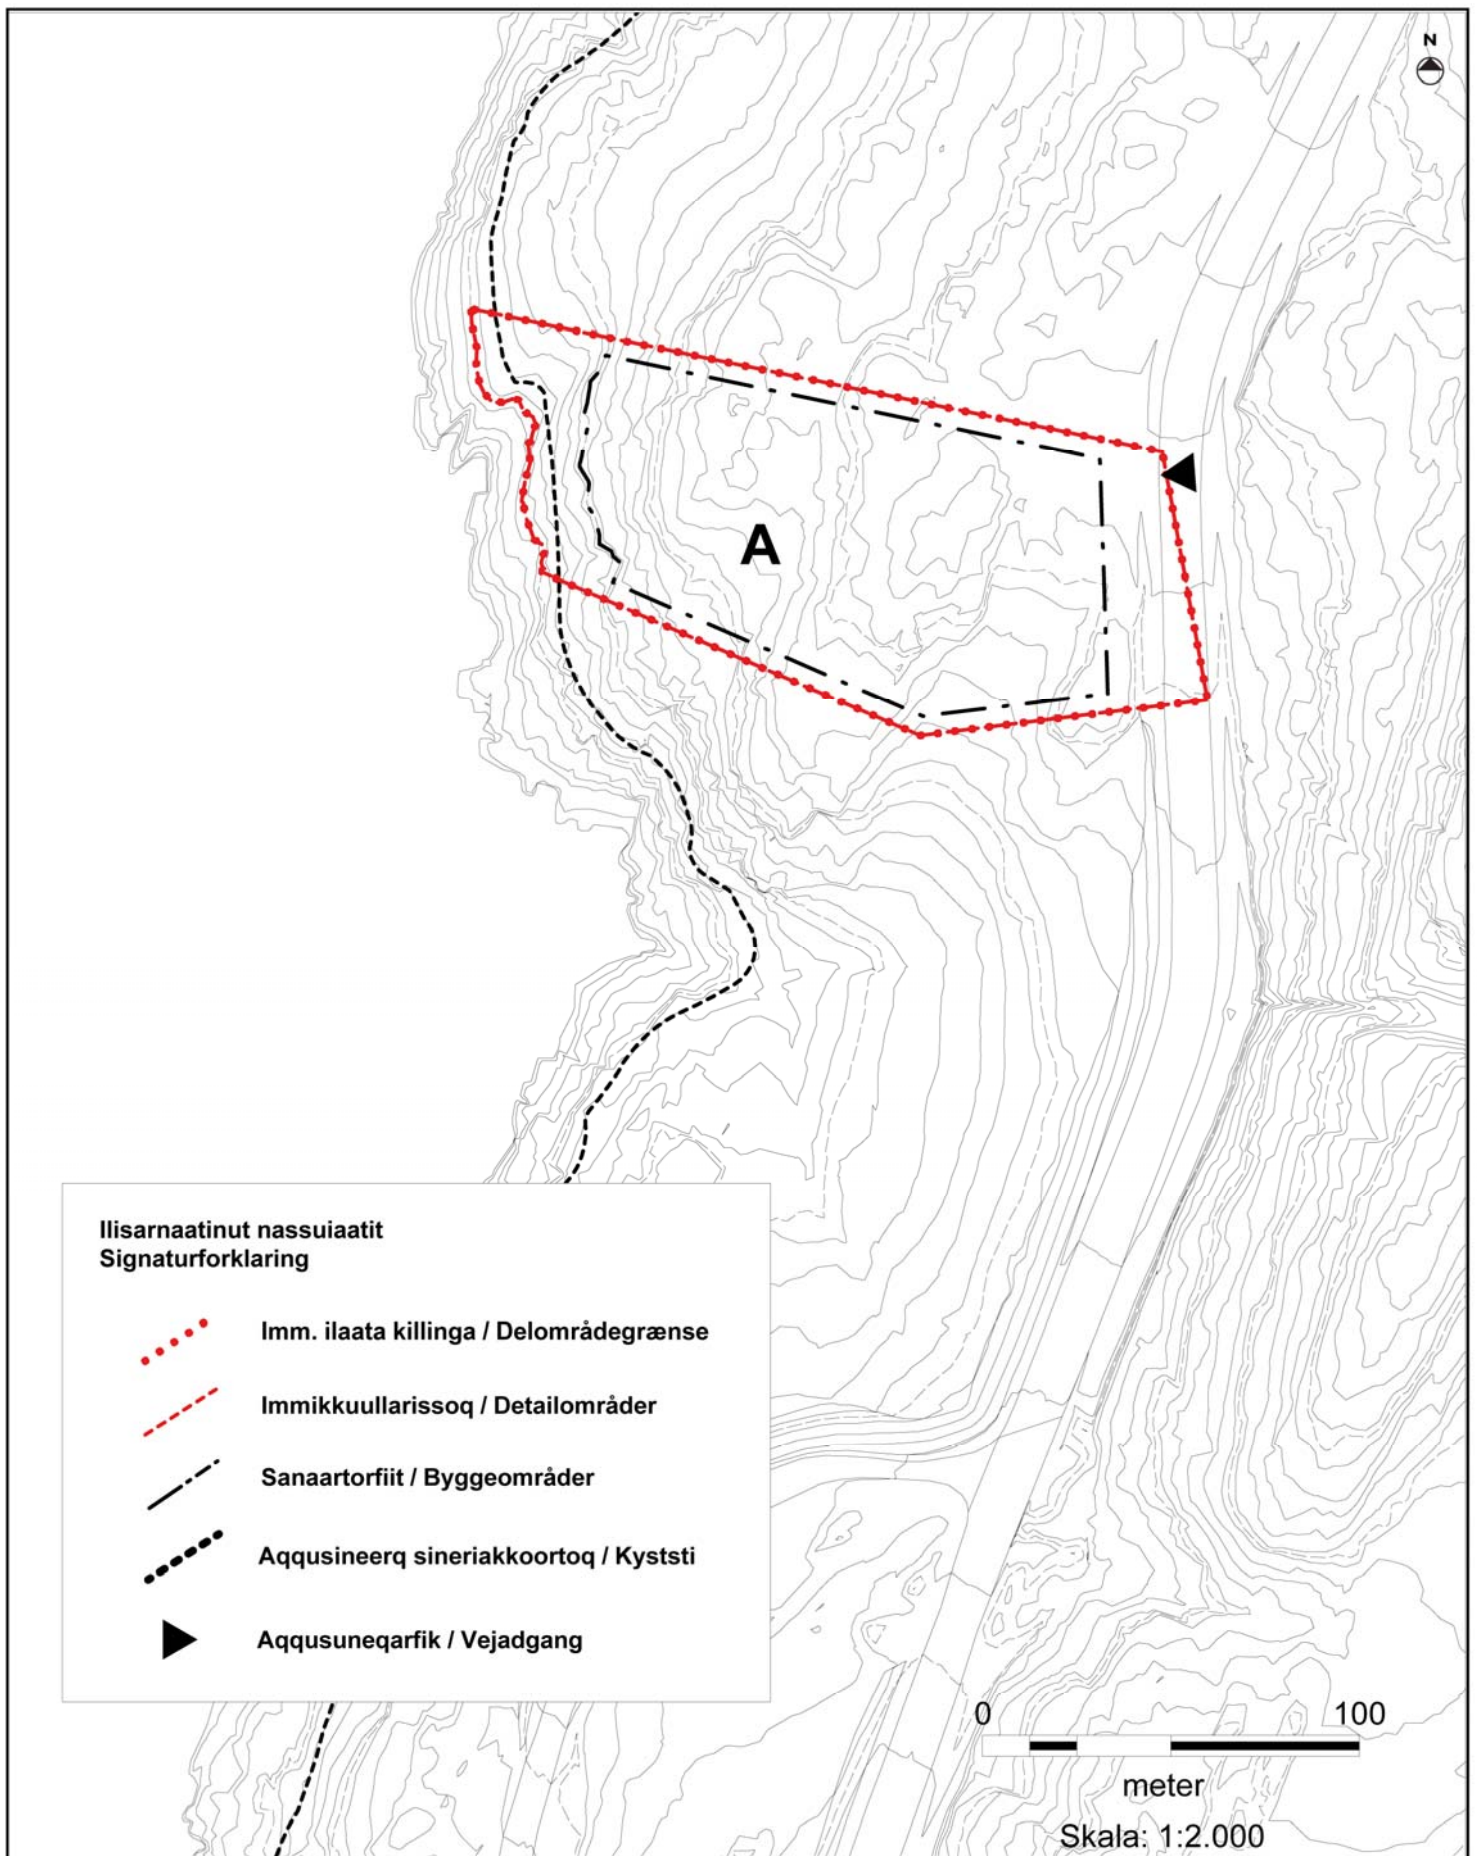 N
A
Ilisarnaatinut nassuiaatit
Signaturforklaring
Imm. ilaata killinga / Delområdegrænse
Immikkuullarissoq / Detailområder
Sanaartorfiit / Byggeområder
Aqqusineerq sineriakkoortoq / Kyststi
Aqqusuneqarfik / Vejadgang
0 100
meter
Skala: 1:2.000